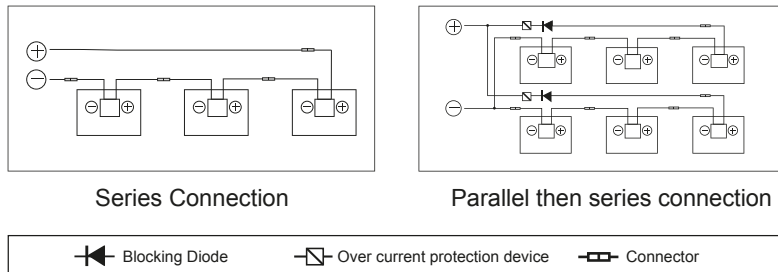 Series Connection
Parallel then series connection
Blocking Diode
Over current protection device
Connector